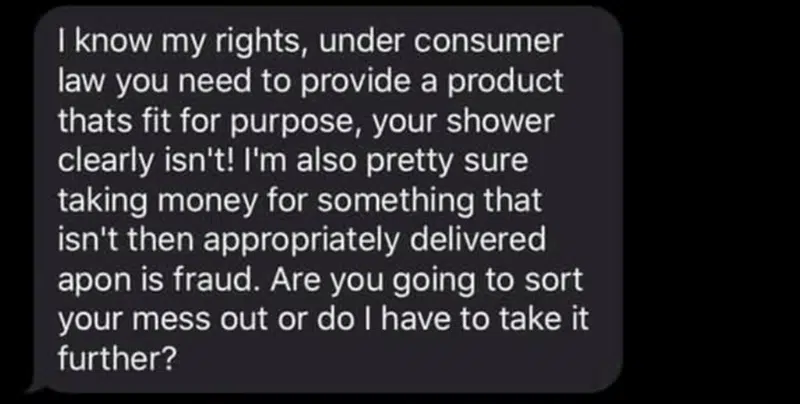 I know my rights, under consumer
law you need to provide a product
thats fit for purpose, your shower
clearly isn't! I'm also pretty sure
taking money for something that
isn't then appropriately delivered
apon is fraud. Are you going to sort
your mess out or do I have to take it
further?